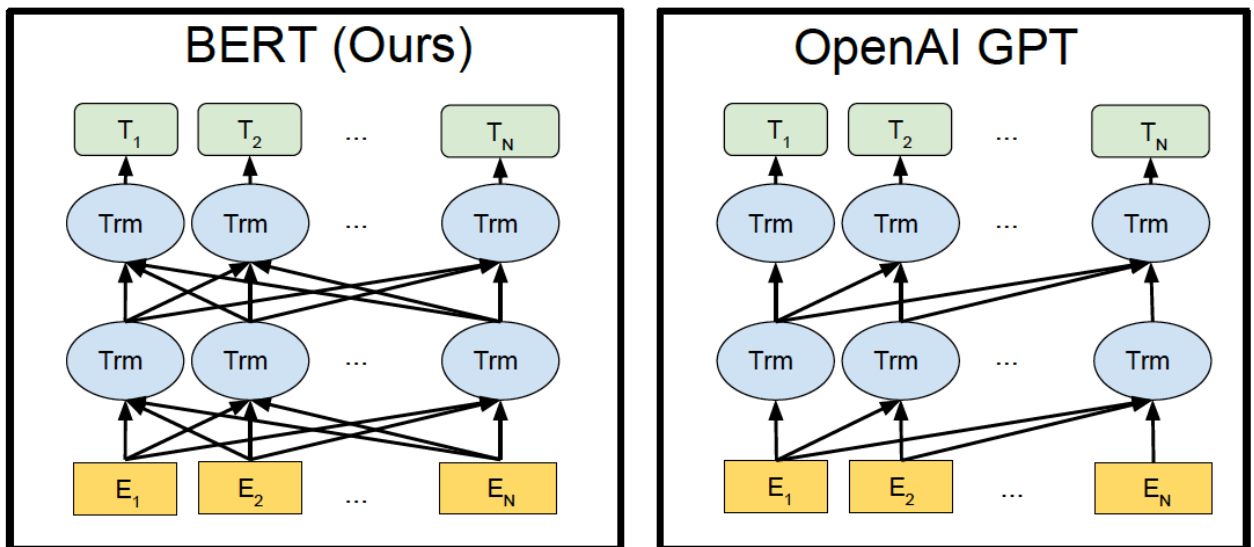 BERT (Ours)
T1 T2 ... TN
Trm Trm ... Trm
Trm Trm ... Trm
E1 E2 ... EN
OpenAI GPT
T1 T2 ... TN
Trm Trm ... Trm
Trm Trm ... Trm
E1 E2 ... EN